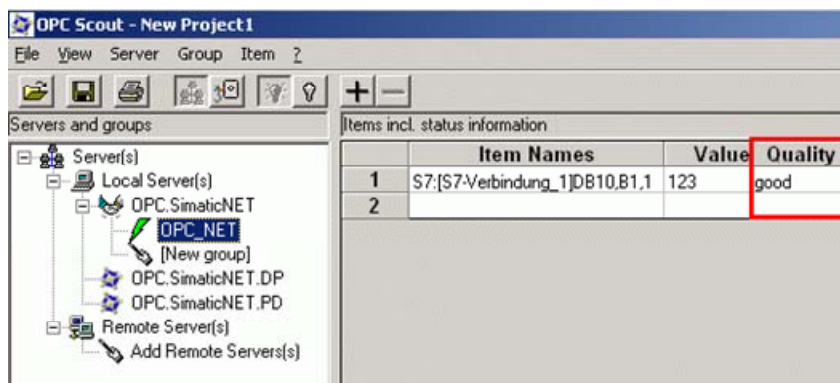 OPC Scout - New Project1
File View Server Group Item ?
Servers and groups
Items incl. status information
Server(s)
Local Server(s)
OPC.SimaticNET
OPC_NET
[New group]
OPC.SimaticNET.DP
OPC.SimaticNET.PD
Remote Server(s)
Add Remote Servers(s)
Item Names Value Quality
1 S7:[S7-Verbindung_1]DB10,B1,1 123 good
2